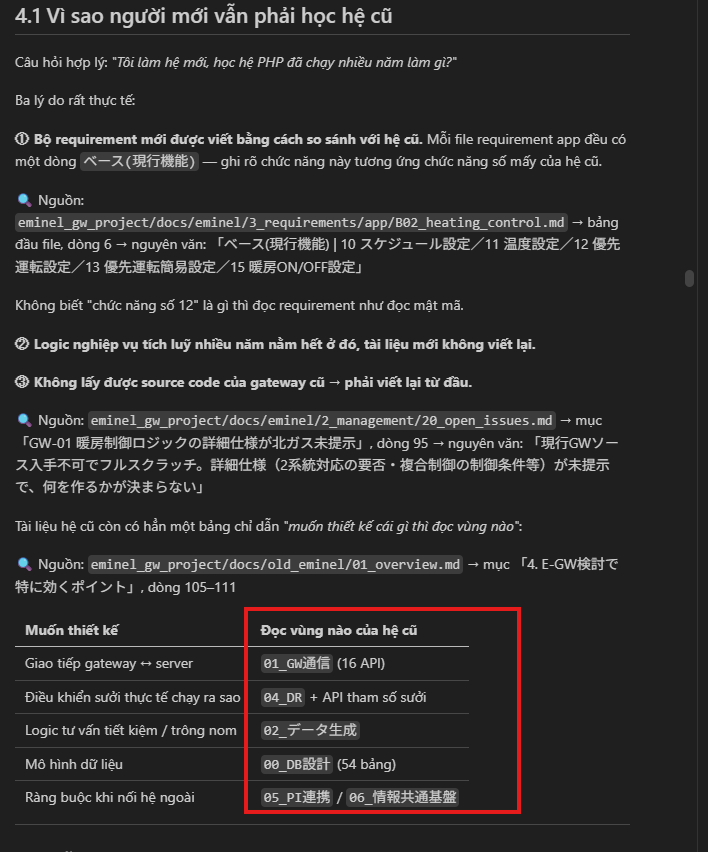 4.1 Vì sao người mới vẫn phải học hệ cũ
Câu hỏi hợp lý: "Tôi làm hệ mới, học hệ PHP đã chạy nhiều năm làm gì?"
Ba lý do rất thực tế:
① Bộ requirement mới được viết bằng cách so sánh với hệ cũ. Mỗi file requirement app đều có
một dòng ベース(現行機能) — ghi rõ chức năng này tương ứng chức năng số mấy của hệ cũ.
🔍 Nguồn:
eminel_gw_project/docs/eminel/3_requirements/app/B02_heating_control.md → bảng
đầu file, dòng 6 → nguyên văn: 「ベース(現行機能) | 10 スケジュール設定／11 温度設定／12 優先
運転設定／13 優先運転簡易設定／15 暖房ON/OFF設定」
Không biết "chức năng số 12" là gì thì đọc requirement như đọc mật mã.
② Logic nghiệp vụ tích luỹ nhiều năm nằm hết ở đó, tài liệu mới không viết lại.
③ Không lấy được source code của gateway cũ → phải viết lại từ đầu.
🔍 Nguồn: eminel_gw_project/docs/eminel/2_management/20_open_issues.md → mục
「GW-01 暖房制御ロジックの詳細仕様が北ガス未提示」, dòng 95 → nguyên văn: 「現行GWソー
ス入手不可でフルスクラッチ。詳細仕様（2系統対応の要否・複合制御の制御条件等）が未提示
で、何を作るかが決まらない」
Tài liệu hệ cũ còn có hẳn một bảng chỉ dẫn "muốn thiết kế cái gì thì đọc vùng nào":
🔍 Nguồn: eminel_gw_project/docs/old_eminel/01_overview.md → mục 「4. E-GW検討で
特に効くポイント」, dòng 105–111
Muốn thiết kế Đọc vùng nào của hệ cũ
Giao tiếp gateway ↔ server 01_GW通信 (16 API)
Điều khiển sưởi thực tế chạy ra sao 04_DR + API tham số sưởi
Logic tư vấn tiết kiệm / trông nom 02_データ生成
Mô hình dữ liệu 00_DB設計 (54 bảng)
Ràng buộc khi nối hệ ngoài 05_PI連携 / 06_情報共通基盤